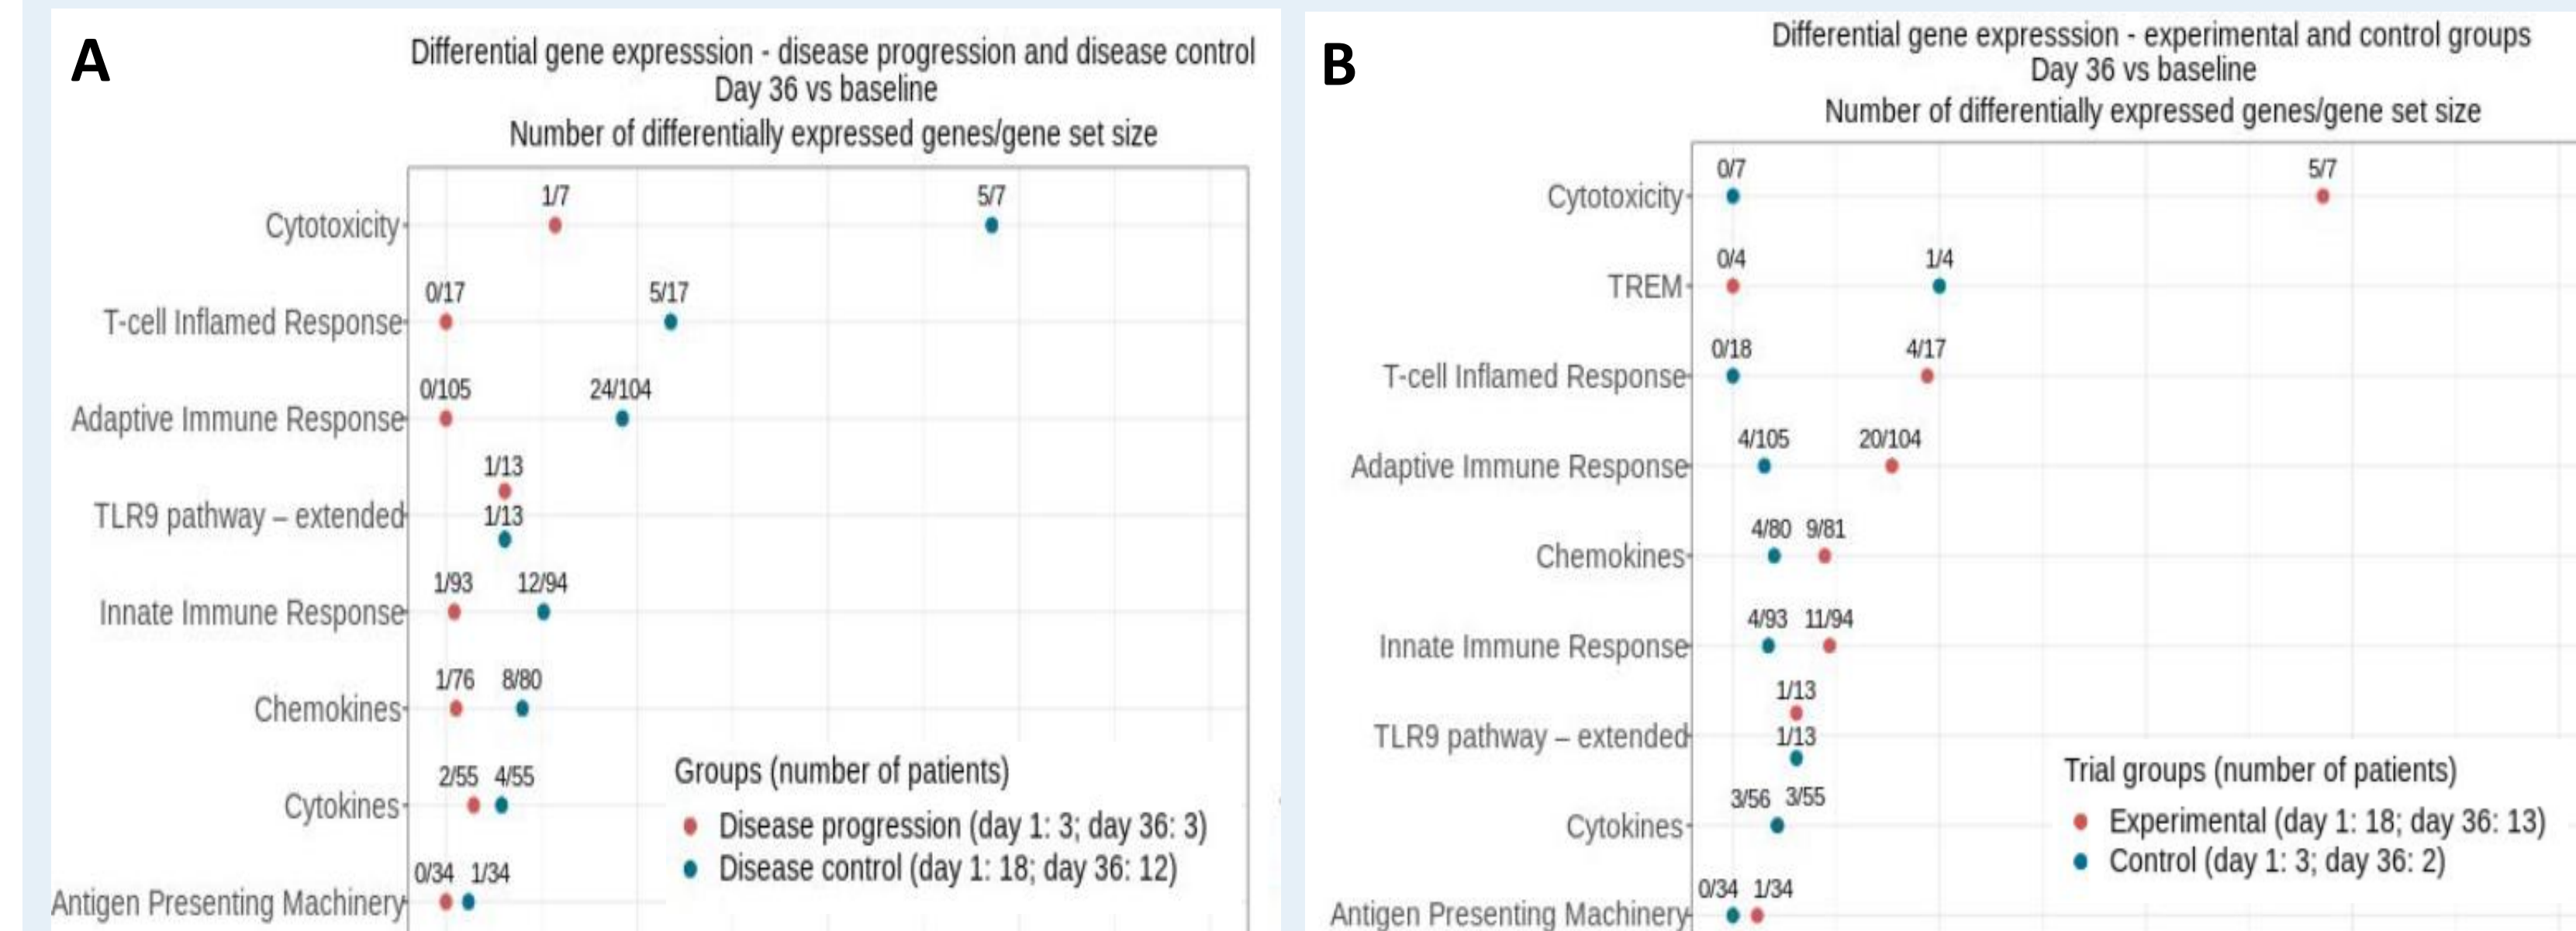 A
Differential gene expresssion - disease progression and disease control
Day 36 vs baseline
Number of differentially expressed genes/gene set size
1/7 5/7
Cytotoxicity
0/17 5/17
T-cell Inflamed Response
0/105 24/104
Adaptive Immune Response
1/13
TLR9 pathway – extended
1/13
1/93 12/94
Innate Immune Response
1/76 8/80
Chemokines
2/55 4/55
Cytokines
0/34 1/34
Antigen Presenting Machinery
Groups (number of patients)
Disease progression (day 1: 3; day 36: 3)
Disease control (day 1: 18; day 36: 12)
B
Differential gene expresssion - experimental and control groups
Day 36 vs baseline
Number of differentially expressed genes/gene set size
0/7 5/7
Cytotoxicity
0/4 1/4
TREM
0/18 4/17
T-cell Inflamed Response
4/105 20/104
Adaptive Immune Response
4/80 9/81
Chemokines
4/93 11/94
Innate Immune Response
1/13
TLR9 pathway – extended
1/13
3/56 3/55
Cytokines
0/34 1/34
Antigen Presenting Machinery
Trial groups (number of patients)
Experimental (day 1: 18; day 36: 13)
Control (day 1: 3; day 36: 2)